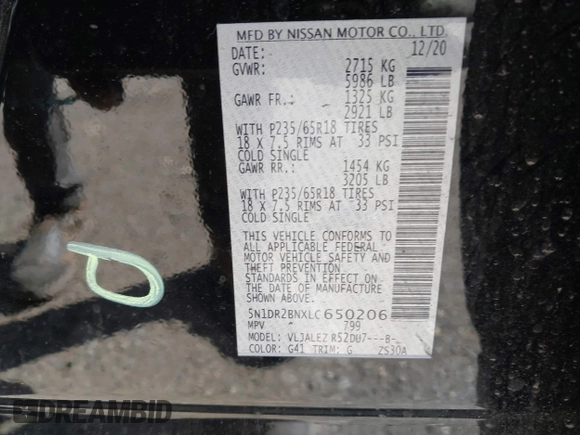 MFD BY NISSAN MOTOR CO., LTD.
DATE: 12/20
GVWR: 2715 KG
5986 LB
GAWR FR.: 1325 KG
2921 LB
WITH P235/65R18 TIRES
18 X 7.5 RIMS AT 33 PSI
COLD SINGLE
GAWR RR.: 1454 KG
3205 LB
WITH P235/65R18 TIRES
18 X 7.5 RIMS AT 33 PSI
COLD SINGLE
THIS VEHICLE CONFORMS TO
ALL APPLICABLE FEDERAL
MOTOR VEHICLE SAFETY AND
THEFT PREVENTION
STANDARDS IN EFFECT ON
THE DATE OF MANUFACTURE
INDICATED ABOVE
5N1DR2BNXLC650206
MPV 799
MODEL: VLJALEZ R52DU7---B-
COLOR: G41 TRIM: G ZS30A
DREAMBID